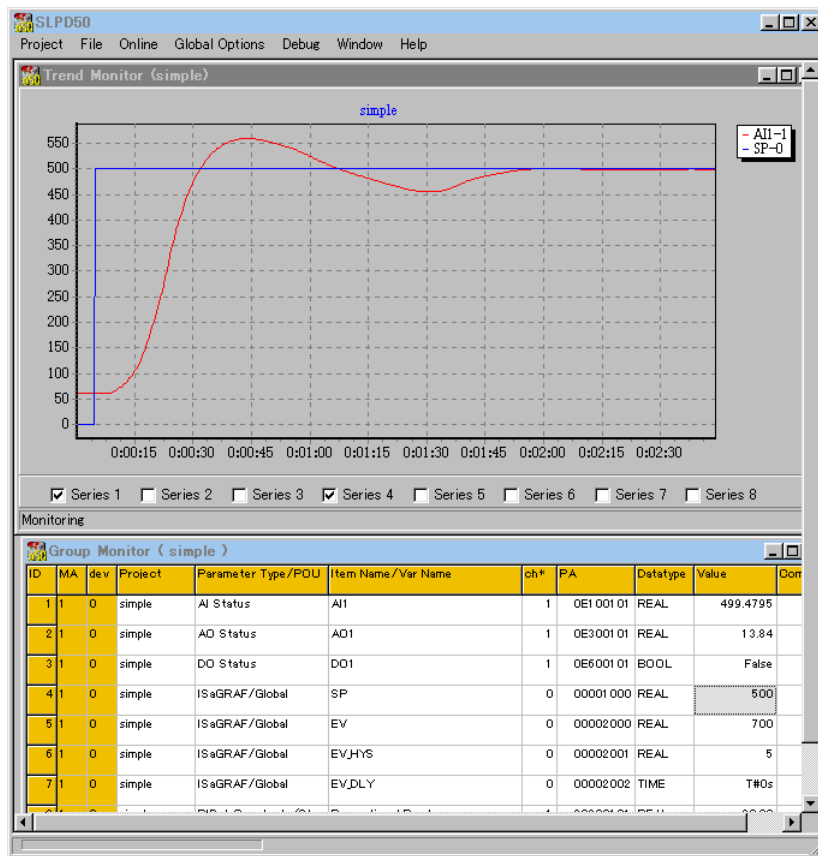 SLPD50
Project File Online Global Options Debug Window Help
Trend Monitor (simple)
simple
AI1-1
SP-0
550
500
450
400
350
300
250
200
150
100
50
0
0:00:15 0:00:30 0:00:45 0:01:00 0:01:15 0:01:30 0:01:45 0:02:00 0:02:15 0:02:30
Series 1 Series 2 Series 3 Series 4 Series 5 Series 6 Series 7 Series 8
Monitoring
Group Monitor ( simple )
ID MA dev Project Parameter Type/POU Item Name/Var Name ch* PA Datatype Value Com
1 1 0 simple AI Status AI1 1 0E100101 REAL 499.4795
2 1 0 simple AO Status AO1 1 0E300101 REAL 13.84
3 1 0 simple DO Status DO1 1 0E600101 BOOL False
4 1 0 simple ISaGRAF/Global SP 0 00001000 REAL 500
5 1 0 simple ISaGRAF/Global EV 0 00002000 REAL 700
6 1 0 simple ISaGRAF/Global EV_HYS 0 00002001 REAL 5
7 1 0 simple ISaGRAF/Global EV_DLY 0 00002002 TIME T#0s